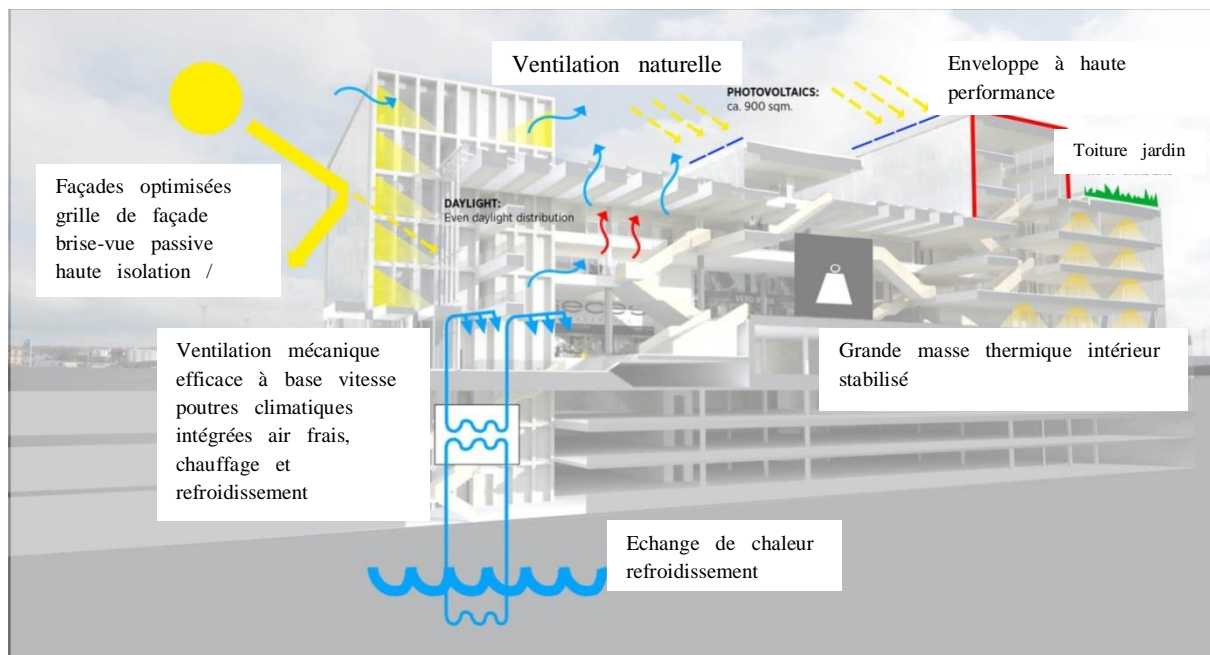 Ventilation naturelle
Enveloppe à haute
performance
PHOTOVOLTAICS:
ca. 900 sqm.
Toiture jardin
Façades optimisées
grille de façade
brise-vue passive
haute isolation /
DAYLIGHT:
Even daylight distribution
Ventilation mécanique
efficace à base vitesse
poutres climatiques
intégrées air frais,
chauffage et
refroidissement
Grande masse thermique intérieur
stabilisé
Echange de chaleur
refroidissement